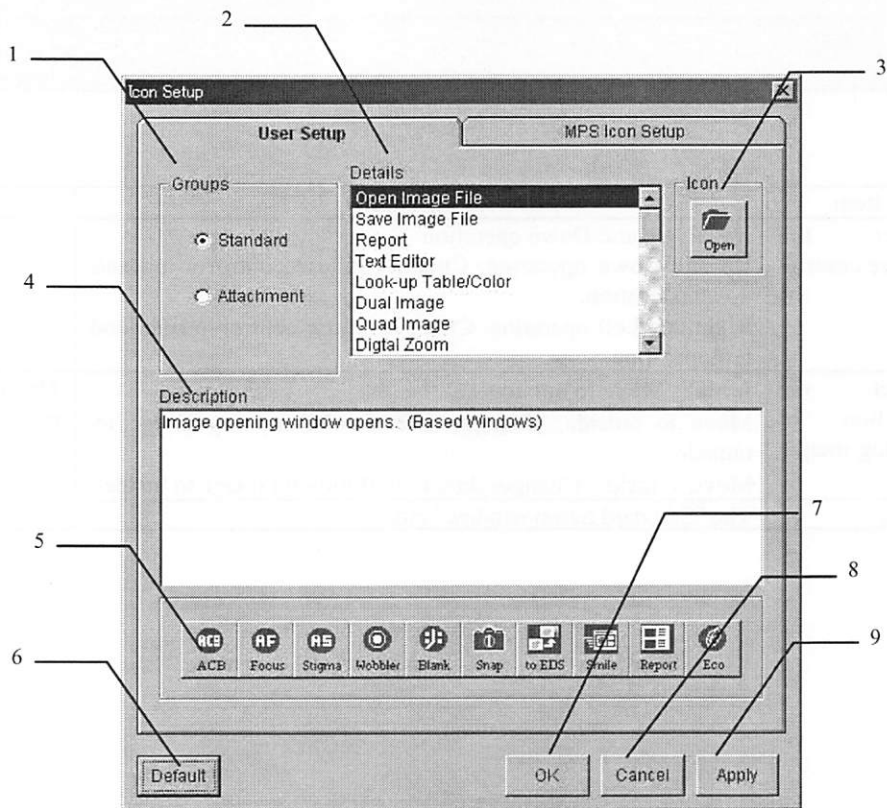 2
1
3
Icon Setup
User Setup
MPS Icon Setup
Groups
Details
Icon
Open Image File
Save Image File
Report
Text Editor
Look-up Table/Color
Dual Image
Quad Image
Digtal Zoom
Standard
Attachment
Open
4
Description
Image opening window opens. (Based Windows)
7
5
8
ACB
AF
AS
ACB Focus Stigma Wobbler Blank Snap to EDS Smile Report Eco
6
9
Default
OK Cancel Apply